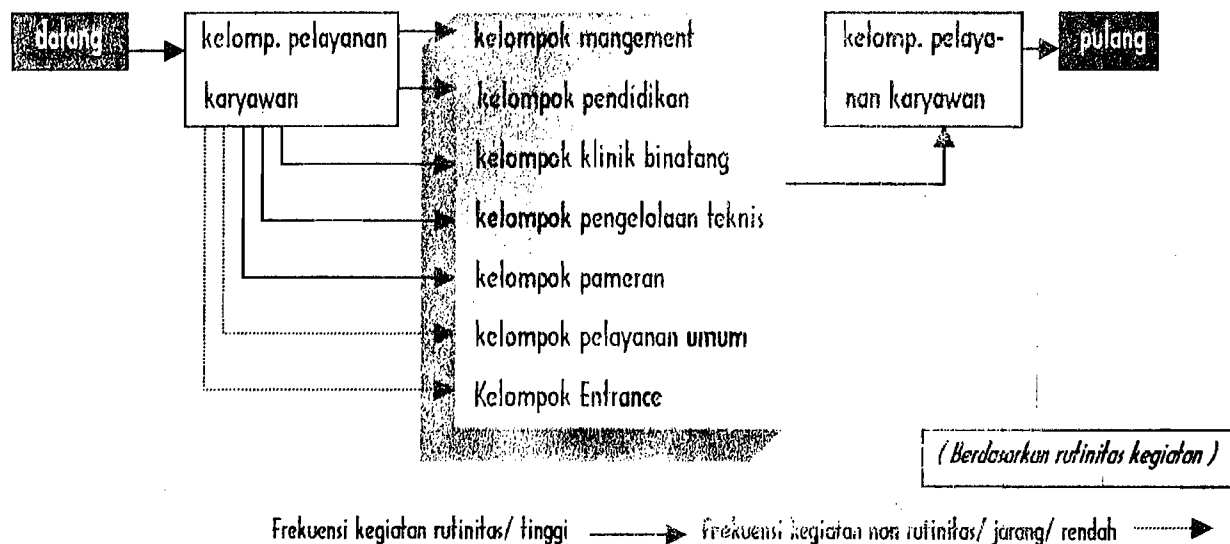 datang
kelomp. pelayanan
karyawan
kelompok mangement
kelompok pendidikan
kelompok klinik binatang
kelompok pengelolaan teknis
kelompok pameran
kelompok pelayanan umum
Kelompok Entrance
kelomp. pelaya-
nan karyawan
pulang
( Berdasarkan rutinitas kegiatan )
Frekuensi kegiatan rutinitas/ tinggi
Frekuensi kegiatan non rutinitas/ jarang/ rendah